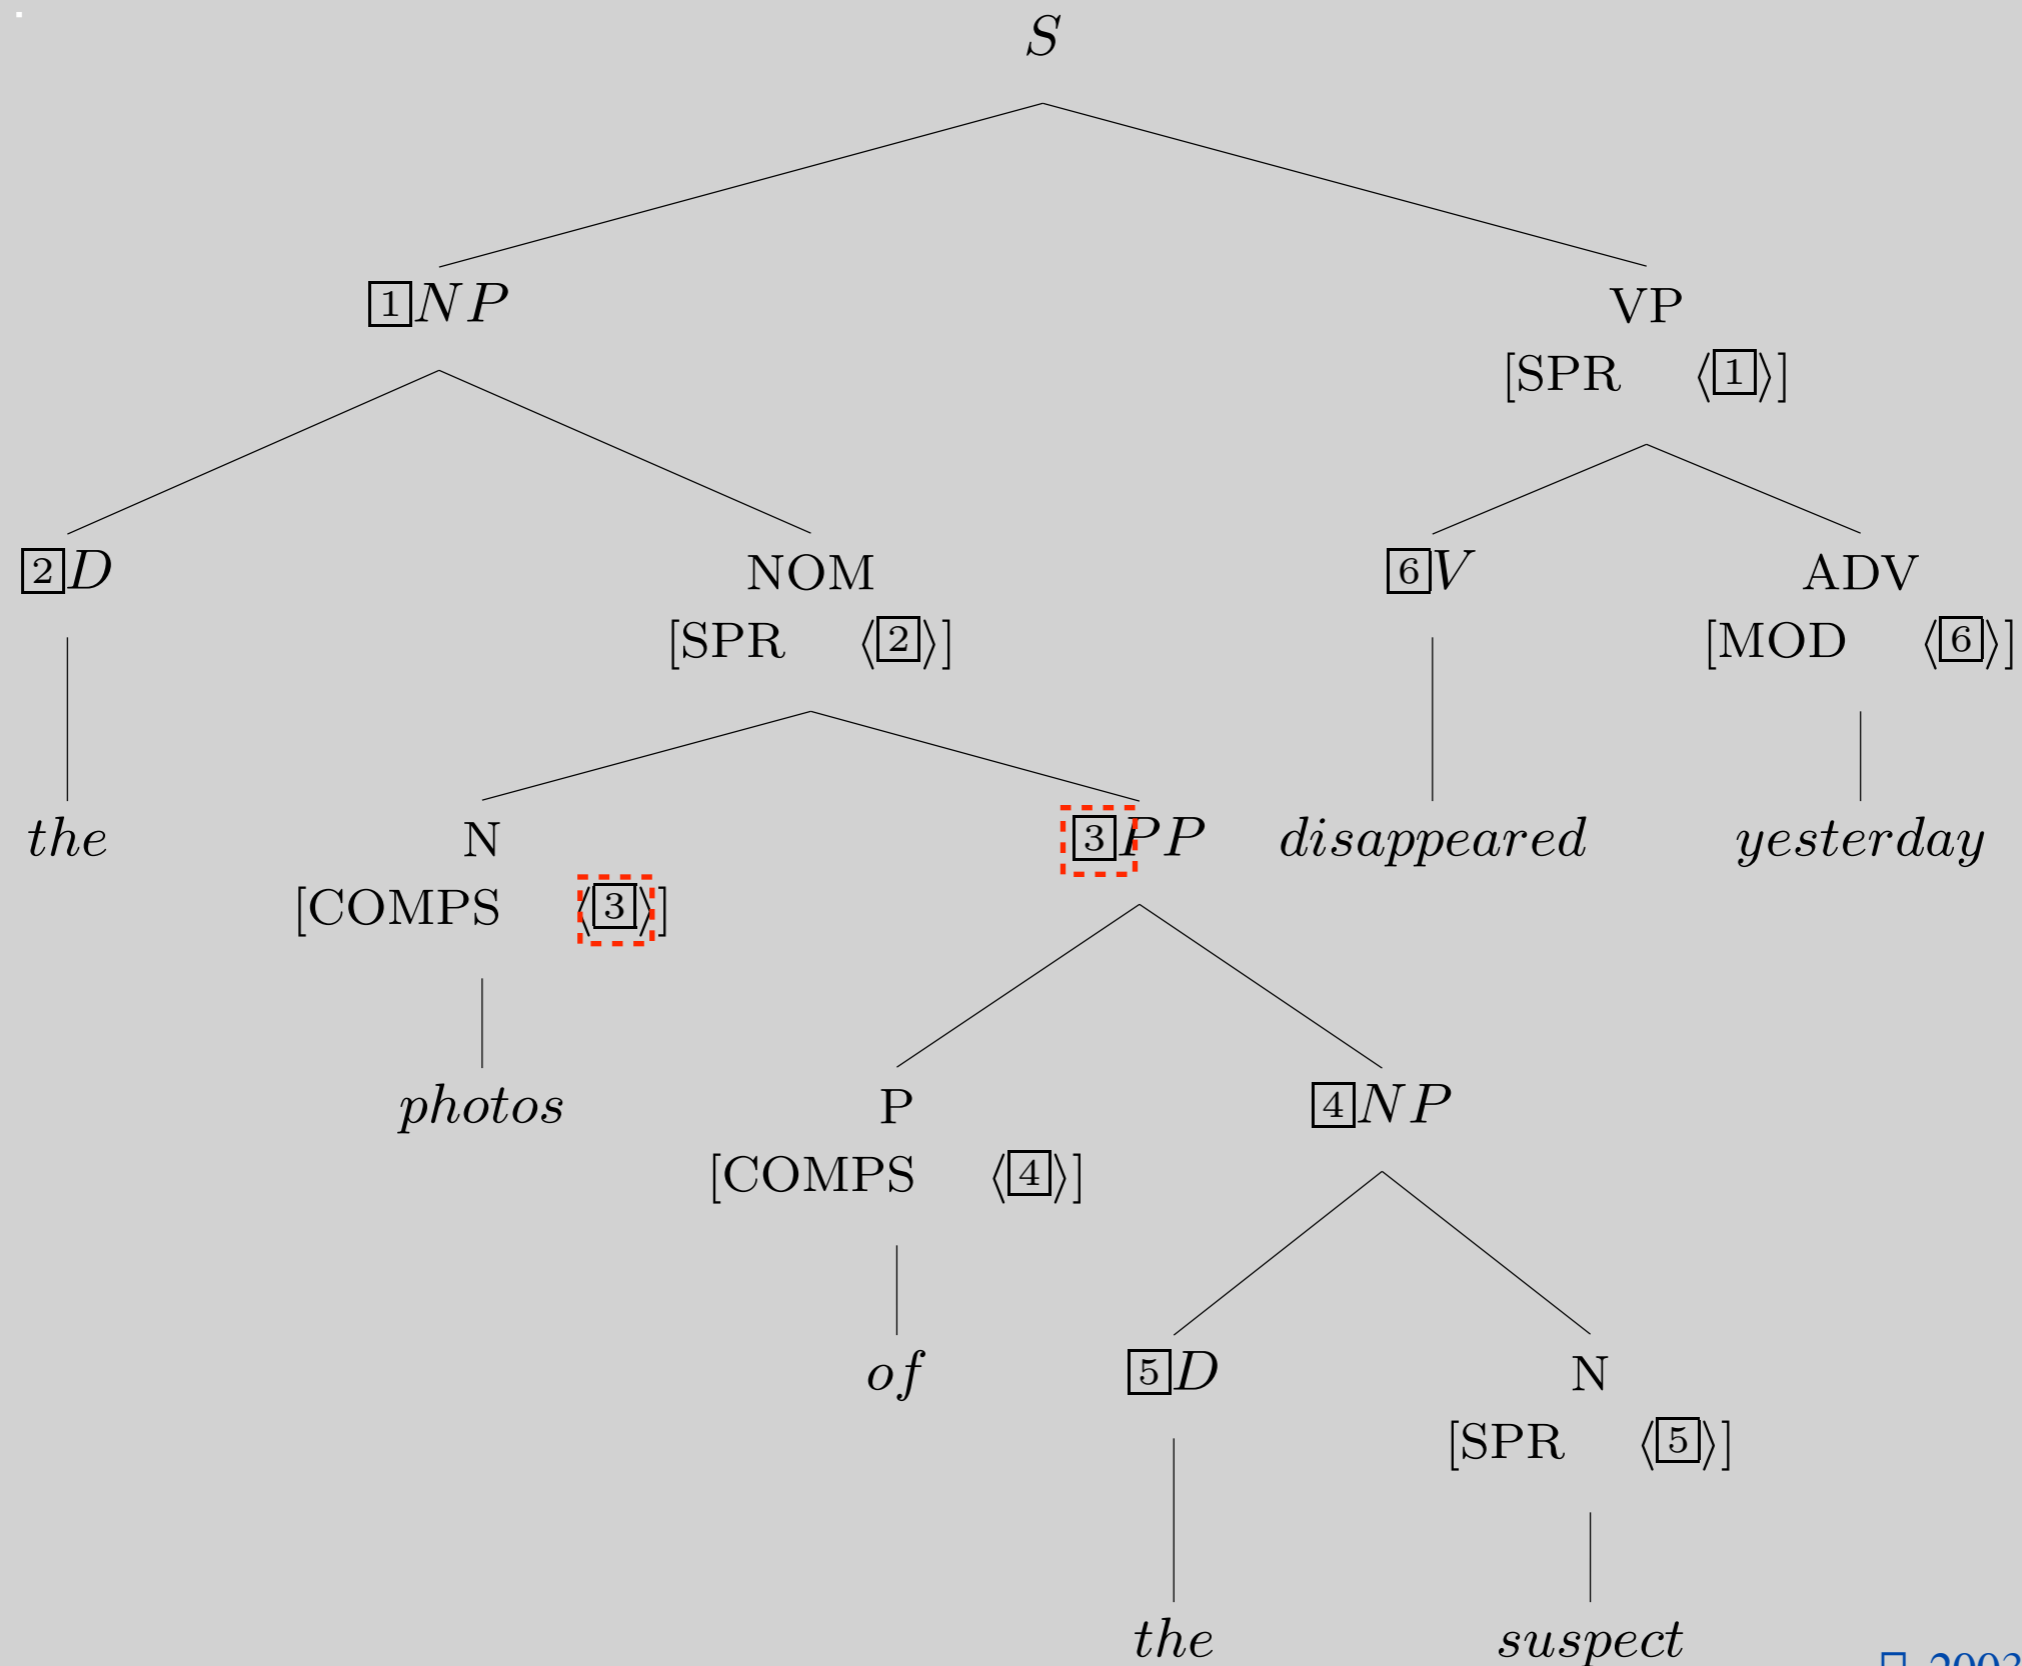 S
1 NP VP
[SPR ⟨1⟩]
2 D NOM 6 V ADV
[SPR ⟨2⟩] [MOD ⟨6⟩]
the N 3 PP disappeared yesterday
[COMPS ⟨3⟩]
photos P 4 NP
[COMPS ⟨4⟩]
of 5 D N
[SPR ⟨5⟩]
the suspect